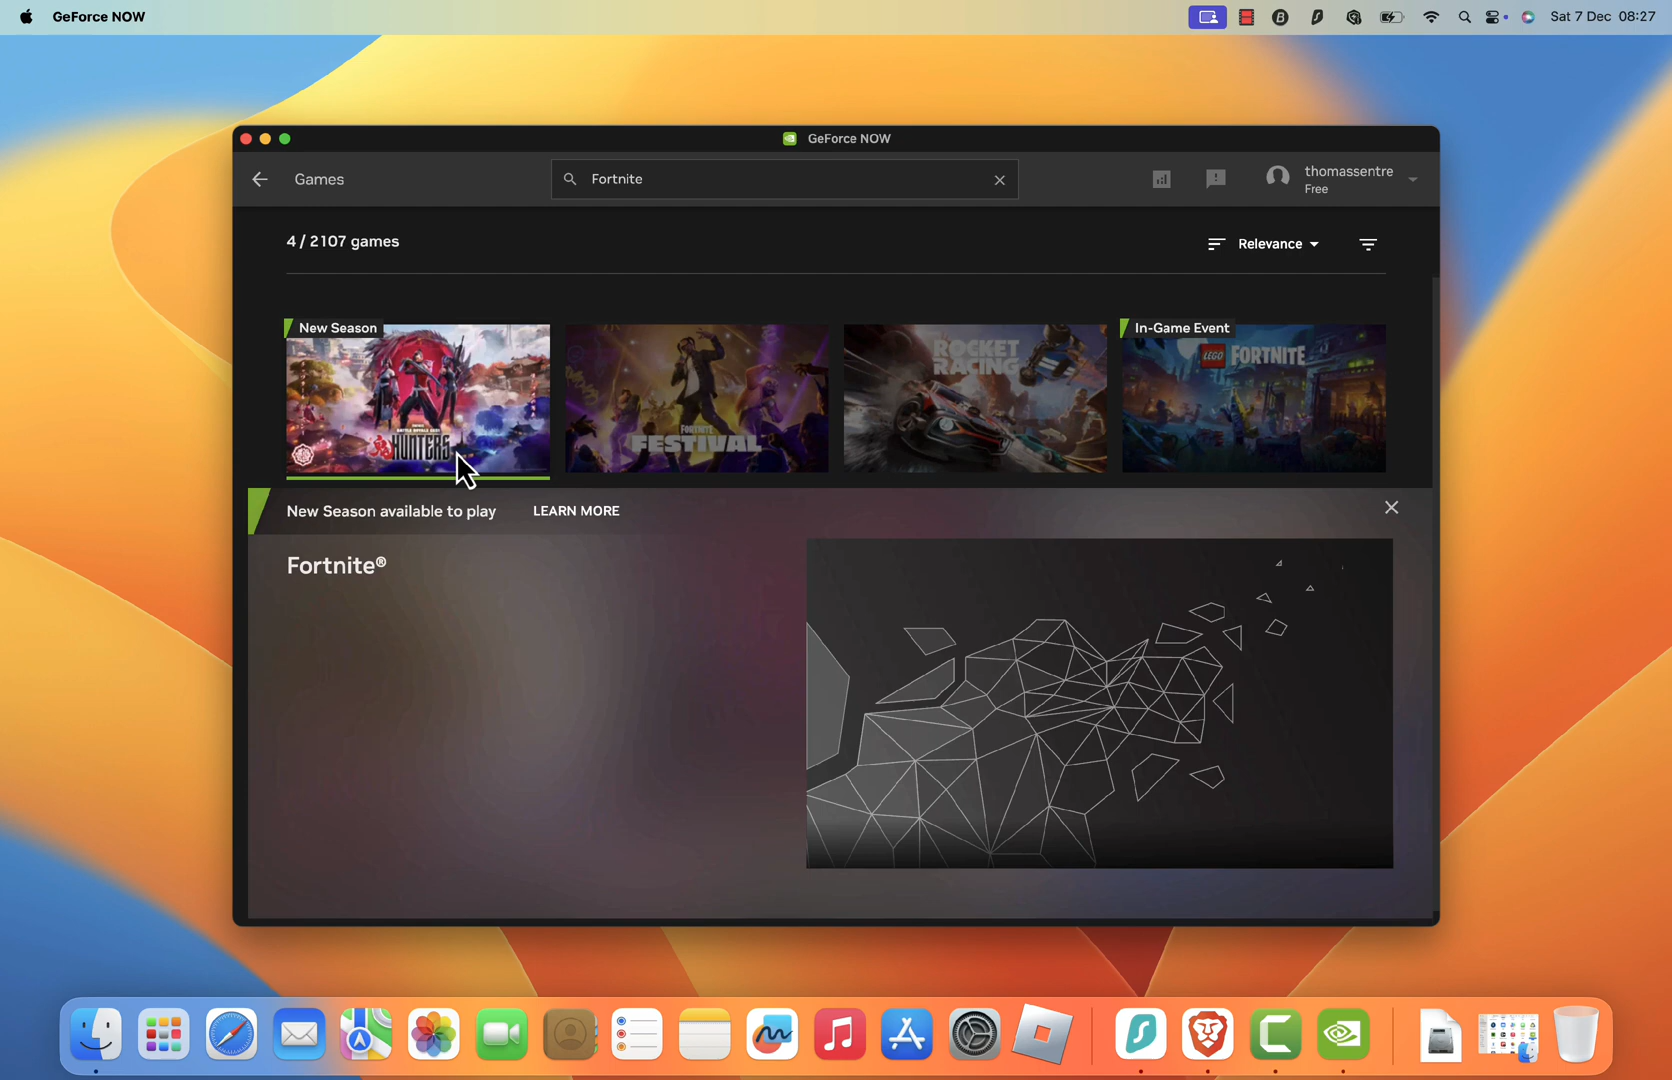 GeForce NOW
Sat 7 Dec 08:27
GeForce NOW
Games
Fortnite
thomassentre
Free
4 / 2107 games
Relevance
New Season
In-Game Event
HUNTERS
FORTNITE
FESTIVAL
ROCKET
RACING
LEGO FORTNITE
New Season available to play
LEARN MORE
Fortnite®